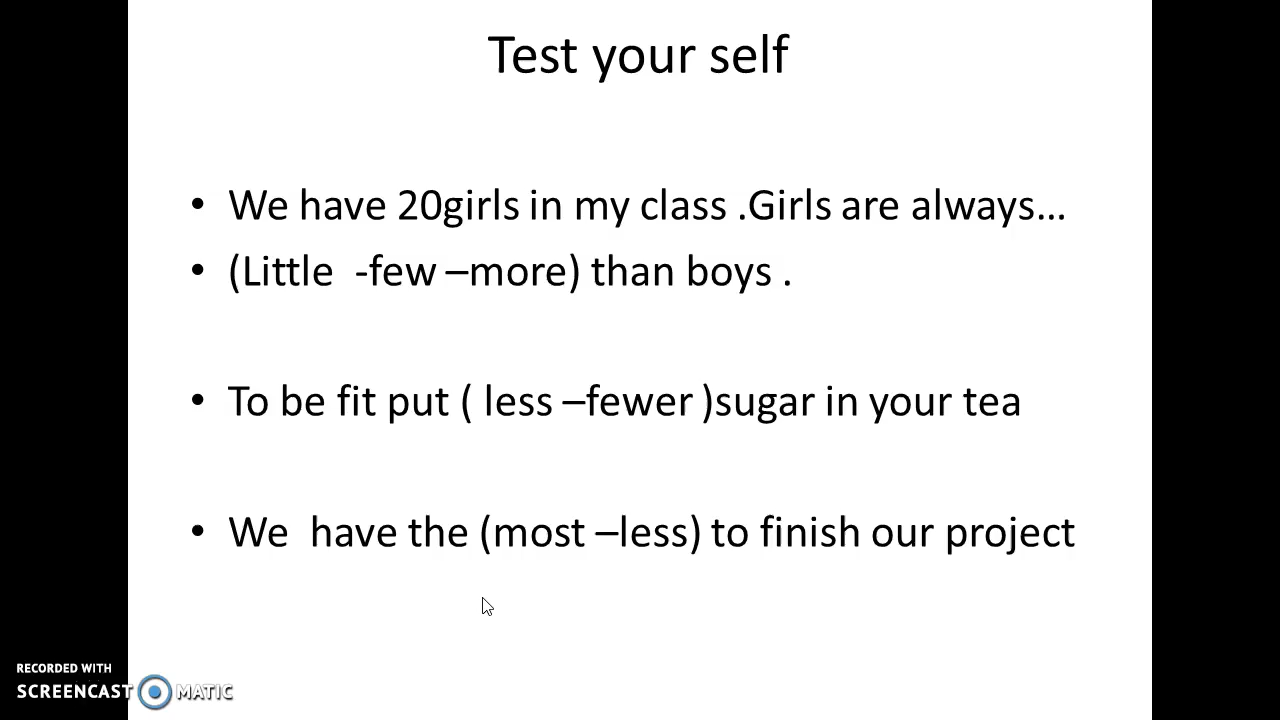 Test your self
• We have 20girls in my class .Girls are always...
• (Little -few –more) than boys .
• To be fit put ( less –fewer )sugar in your tea
• We have the (most –less) to finish our project
RECORDED WITH
SCREENCAST MATIC